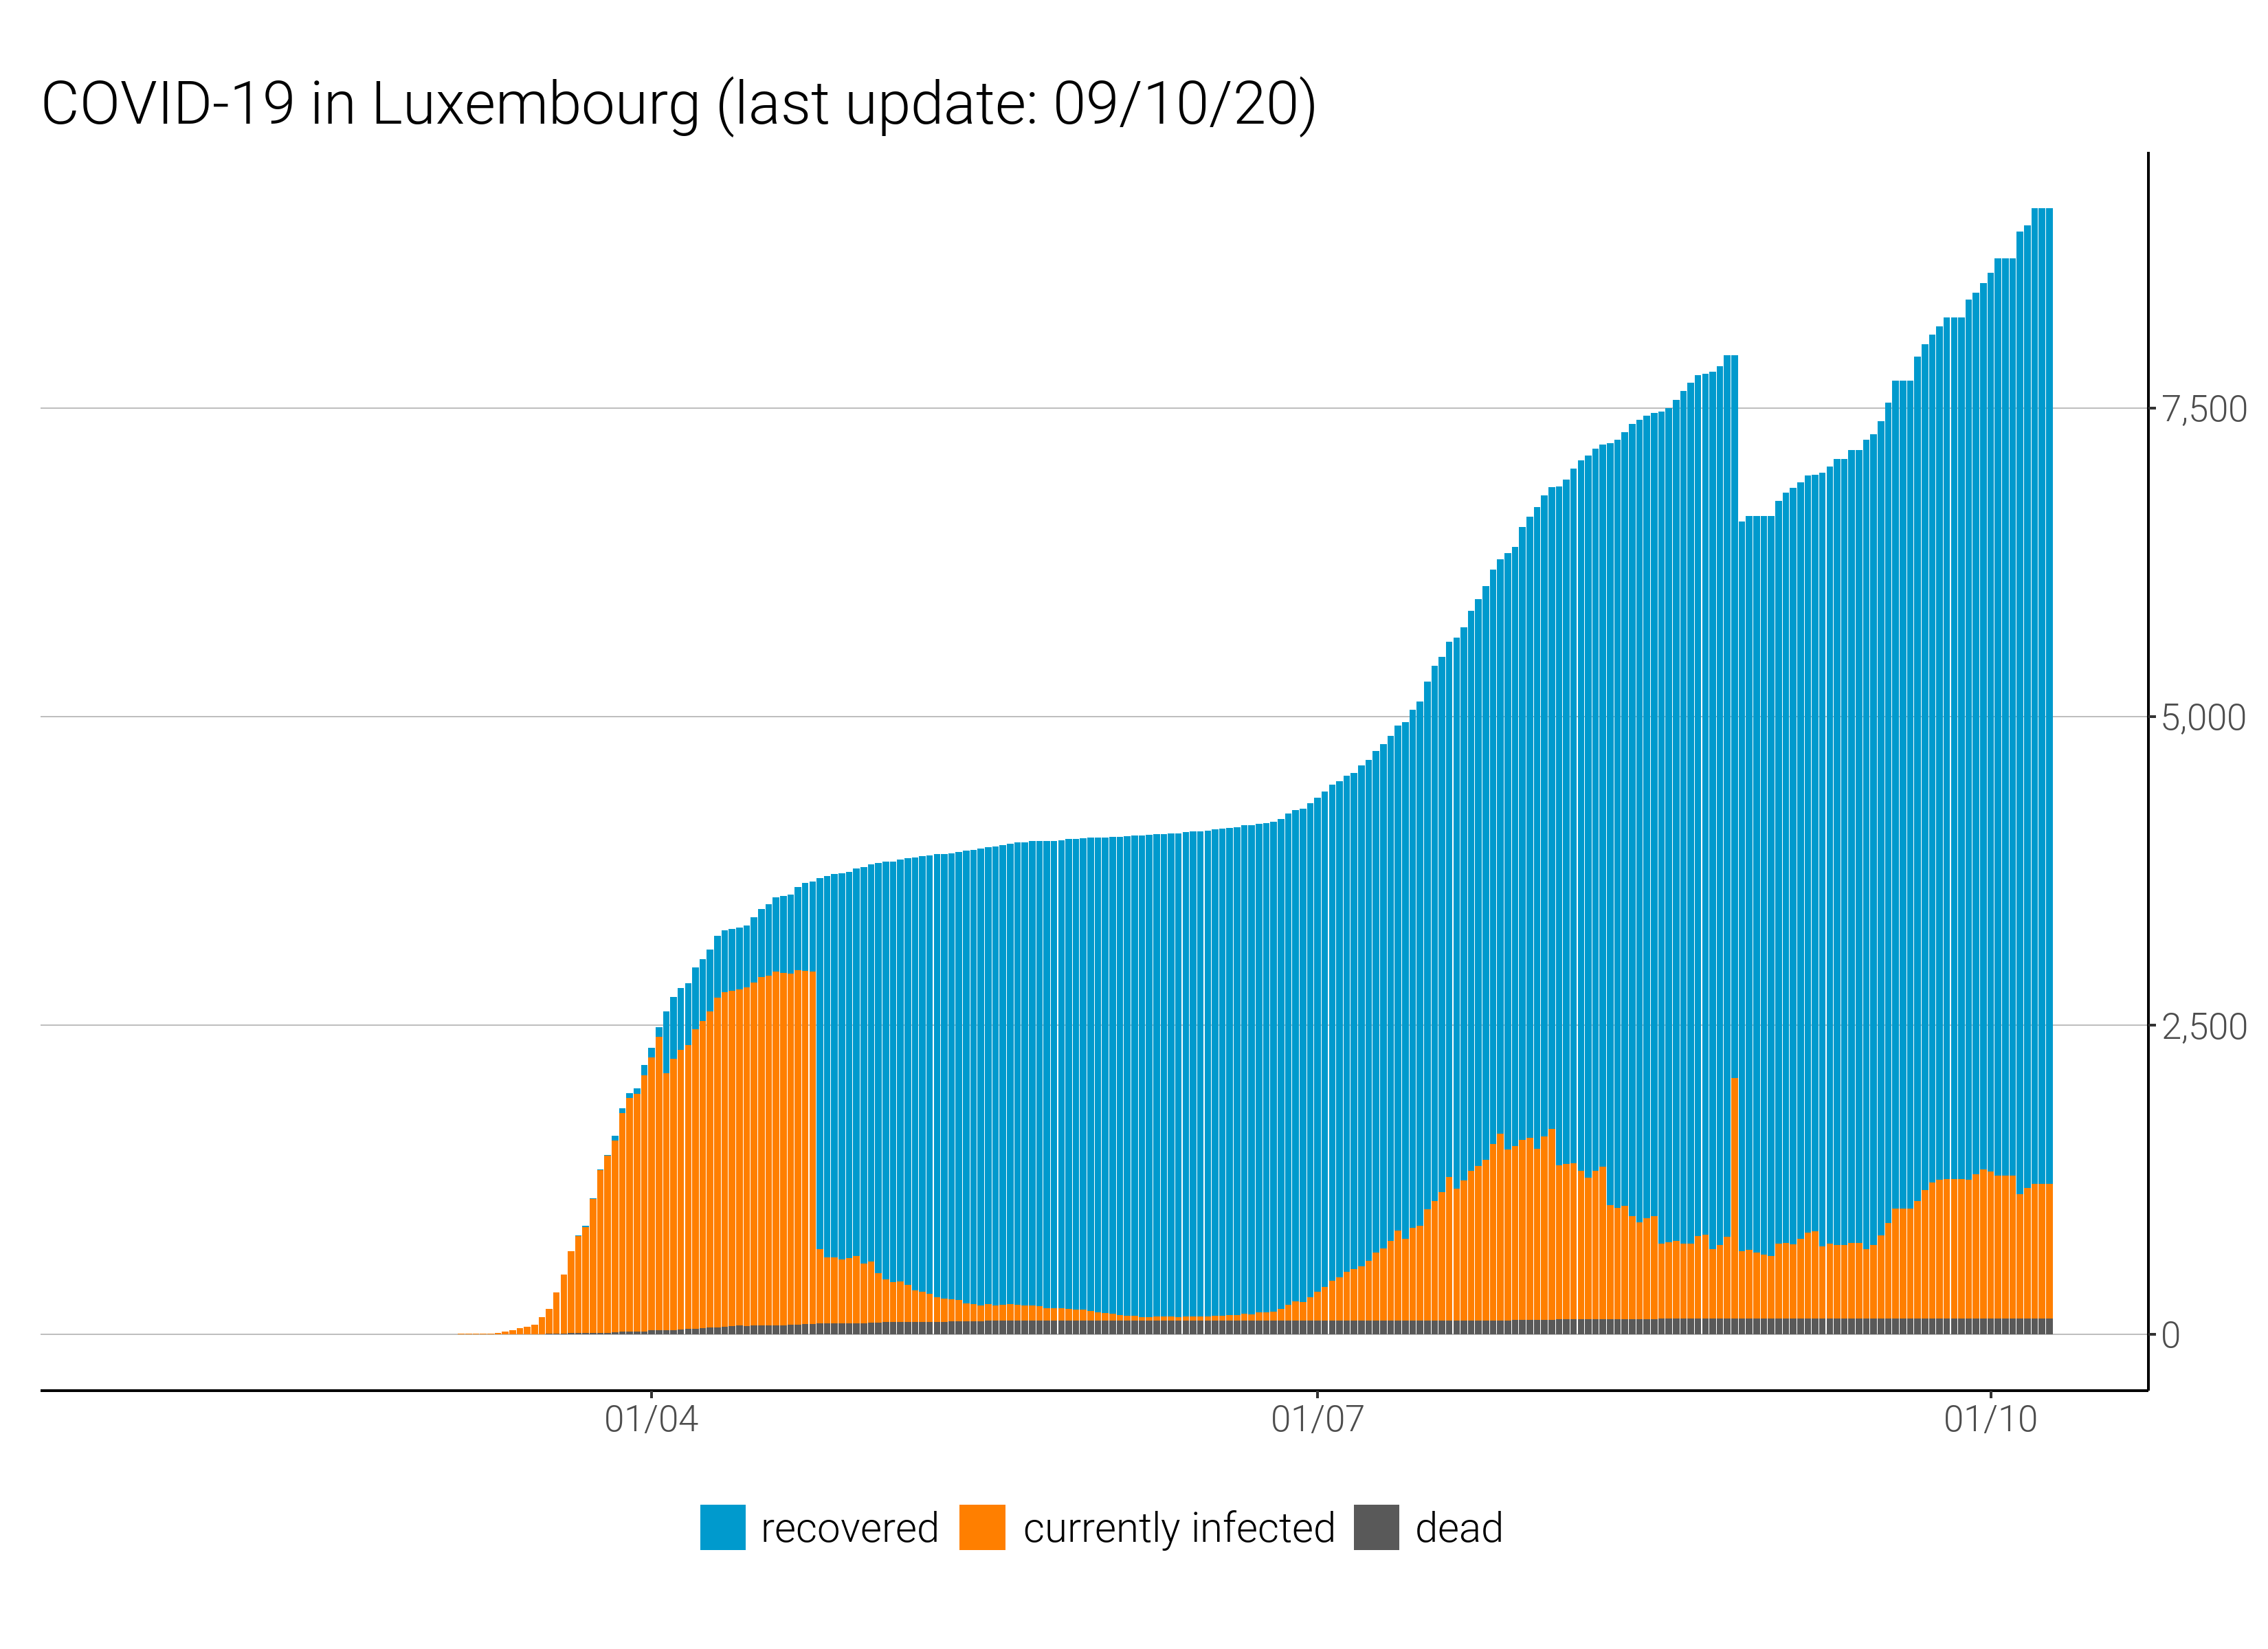 COVID-19 in Luxembourg (last update: 09/10/20)
7,500
5,000
2,500
0
01/04 01/07 01/10
recovered currently infected dead